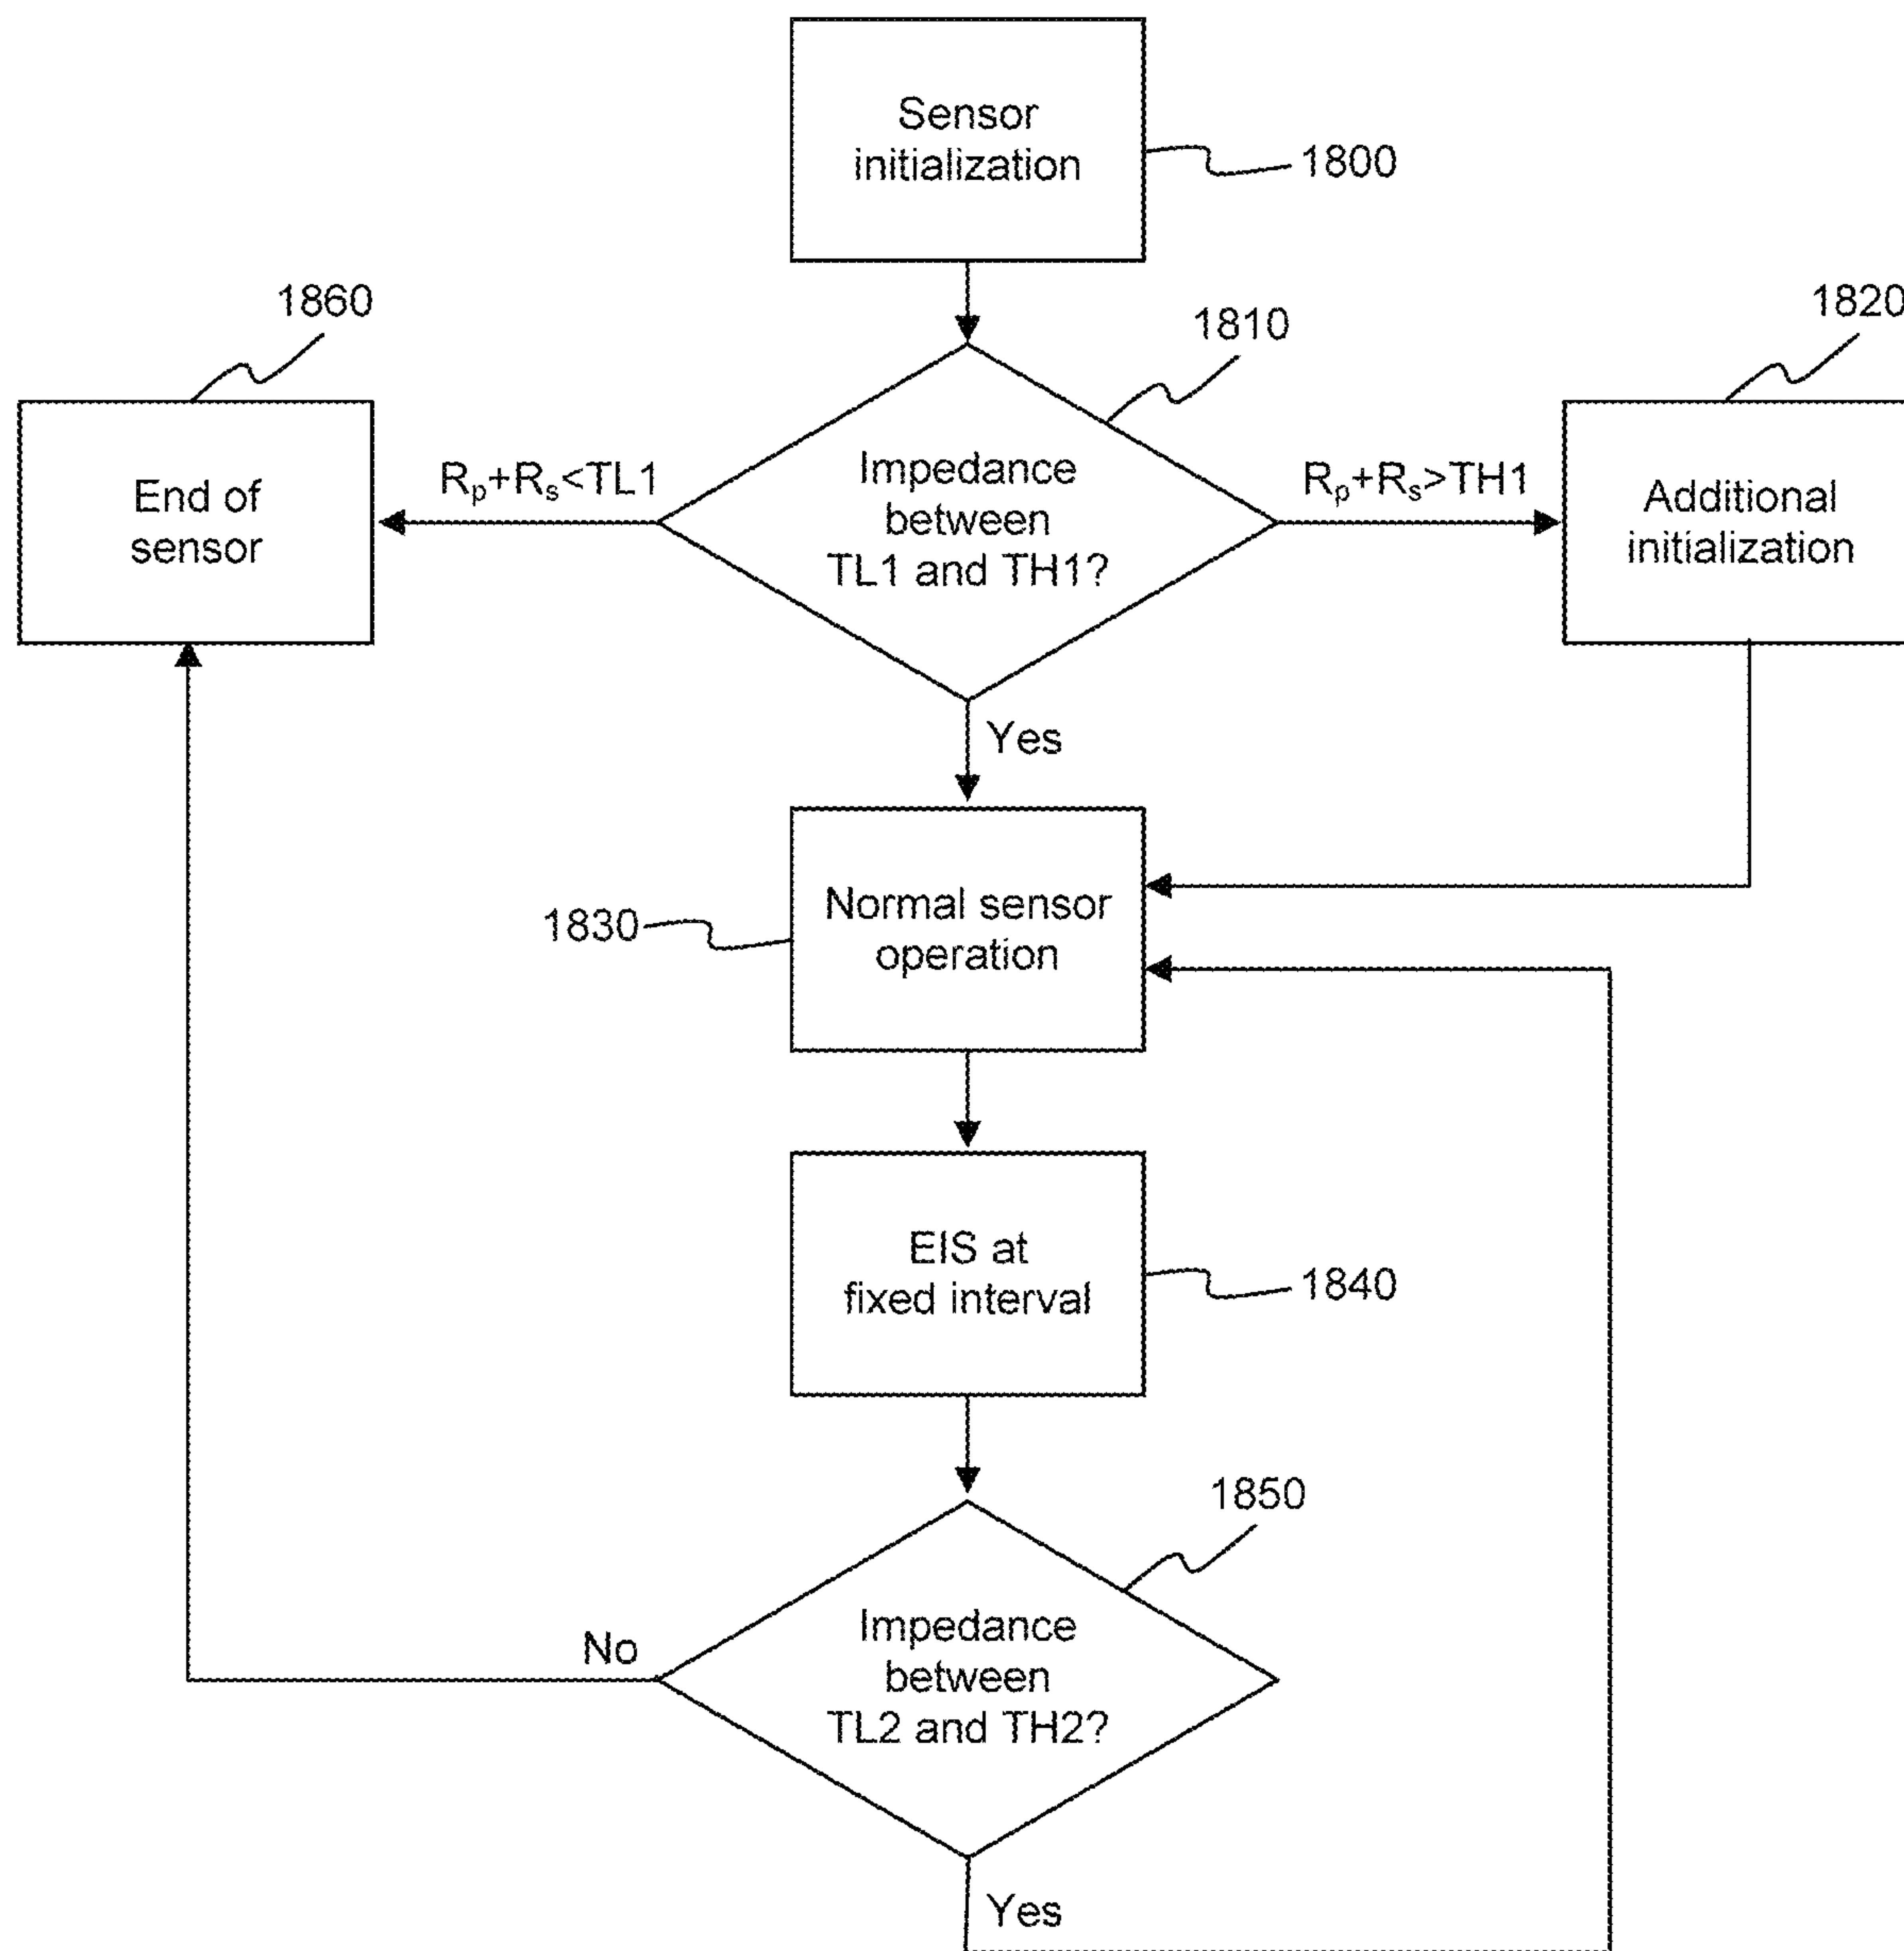 Sensor
initialization
1800
1860
1810
1820
End of
sensor
Rₚ+Rₛ<TL1
Impedance
between
TL1 and TH1?
Rₚ+Rₛ>TH1
Additional
initialization
Yes
1830
Normal sensor
operation
EIS at
fixed interval
1840
1850
No
Impedance
between
TL2 and TH2?
Yes